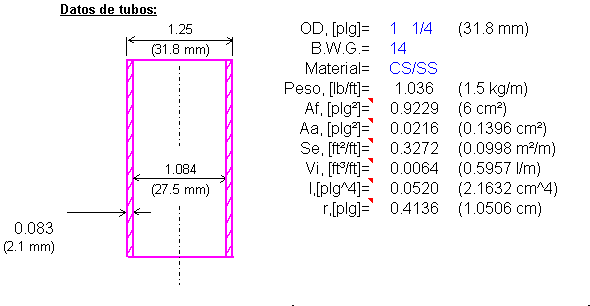 Datos de tubos:
1.25
(31.8 mm)
1.084
(27.5 mm)
0.083
(2.1 mm)
OD, [plg]= 1 1/4 (31.8 mm)
B.W.G.= 14
Material= CS/SS
Peso, [lb/ft]= 1.036 (1.5 kg/m)
Af, [plg²]= 0.9229 (6 cm²)
Aa, [plg²]= 0.0216 (0.1396 cm²)
Se, [ft²/ft]= 0.3272 (0.0998 m²/m)
Vi, [ft³/ft]= 0.0064 (0.5957 l/m)
I,[plg^4]= 0.0520 (2.1632 cm^4)
r,[plg]= 0.4136 (1.0506 cm)